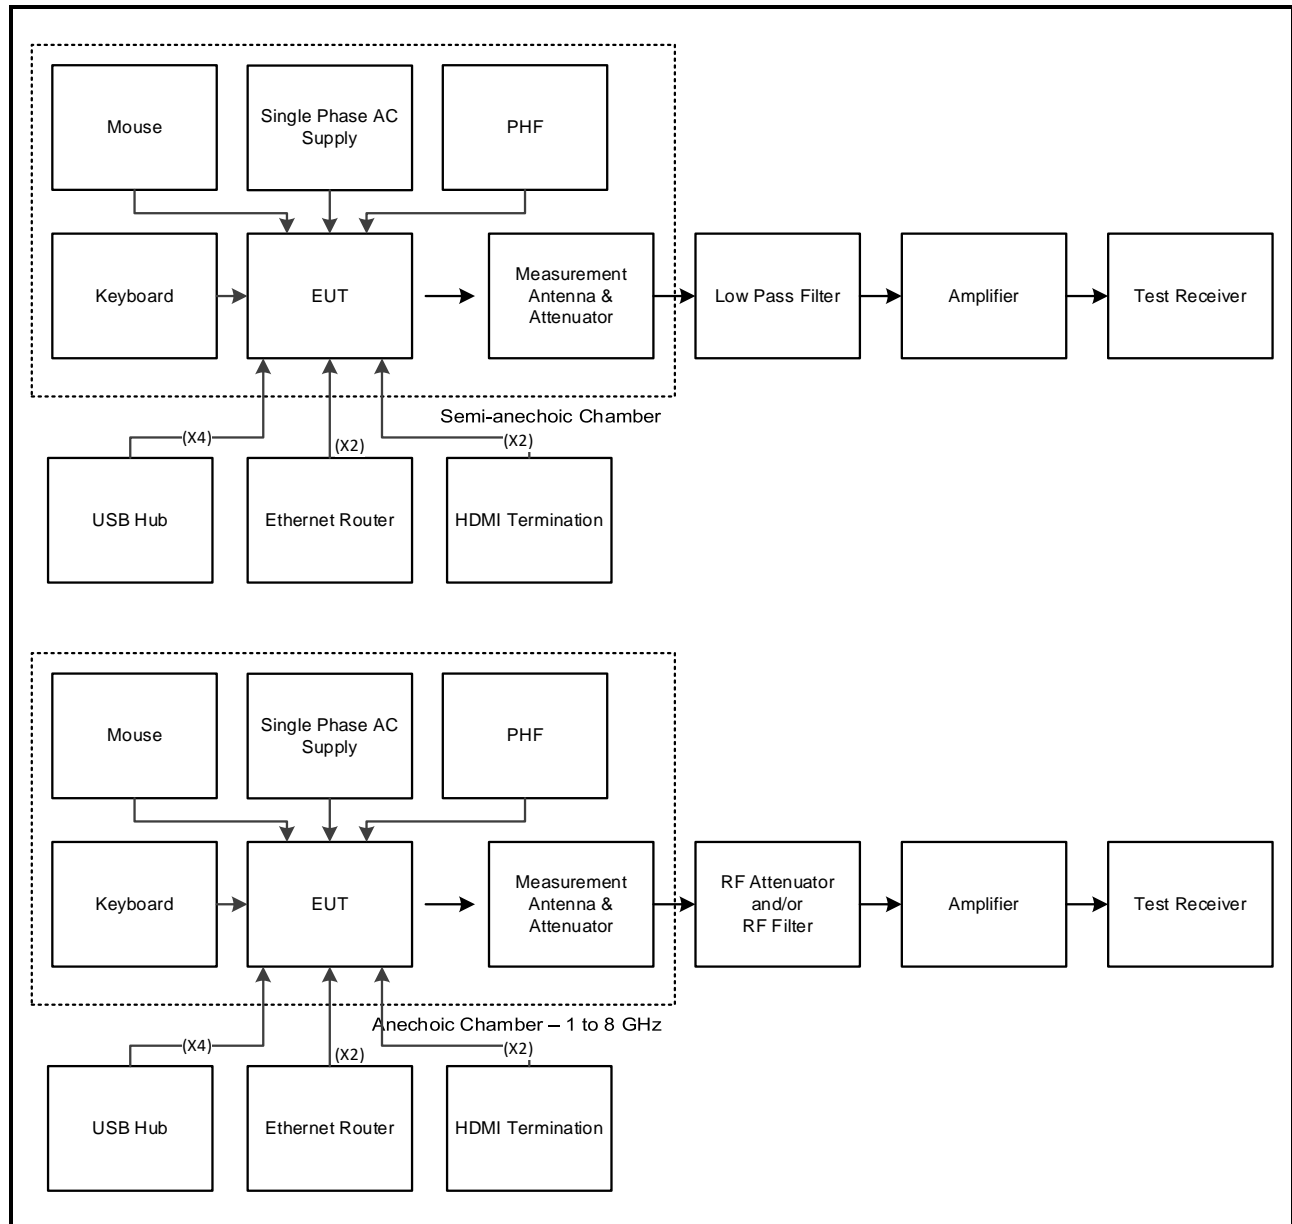 Mouse
Single Phase AC
Supply
PHF
Keyboard
EUT
Measurement
Antenna &
Attenuator
Low Pass Filter
Amplifier
Test Receiver
Semi-anechoic Chamber
(X4)
(X2)
(X2)
USB Hub
Ethernet Router
HDMI Termination
Mouse
Single Phase AC
Supply
PHF
Keyboard
EUT
Measurement
Antenna &
Attenuator
RF Attenuator
and/or
RF Filter
Amplifier
Test Receiver
Anechoic Chamber – 1 to 8 GHz
(X4)
(X2)
(X2)
USB Hub
Ethernet Router
HDMI Termination